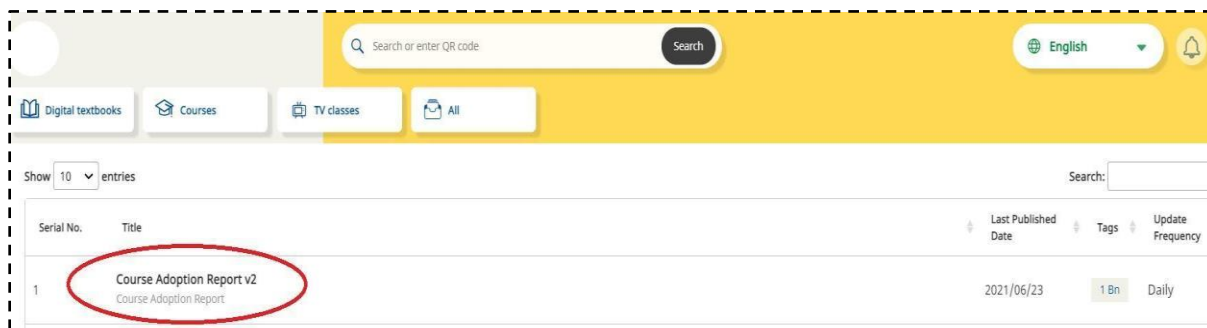 Search or enter QR code
Search
English
Digital textbooks
Courses
TV classes
All
Show 10 entries
Search:
Serial No.
Title
Last Published
Date
Tags
Update
Frequency
1
Course Adoption Report v2
Course Adoption Report
2021/06/23
1 Bn
Daily